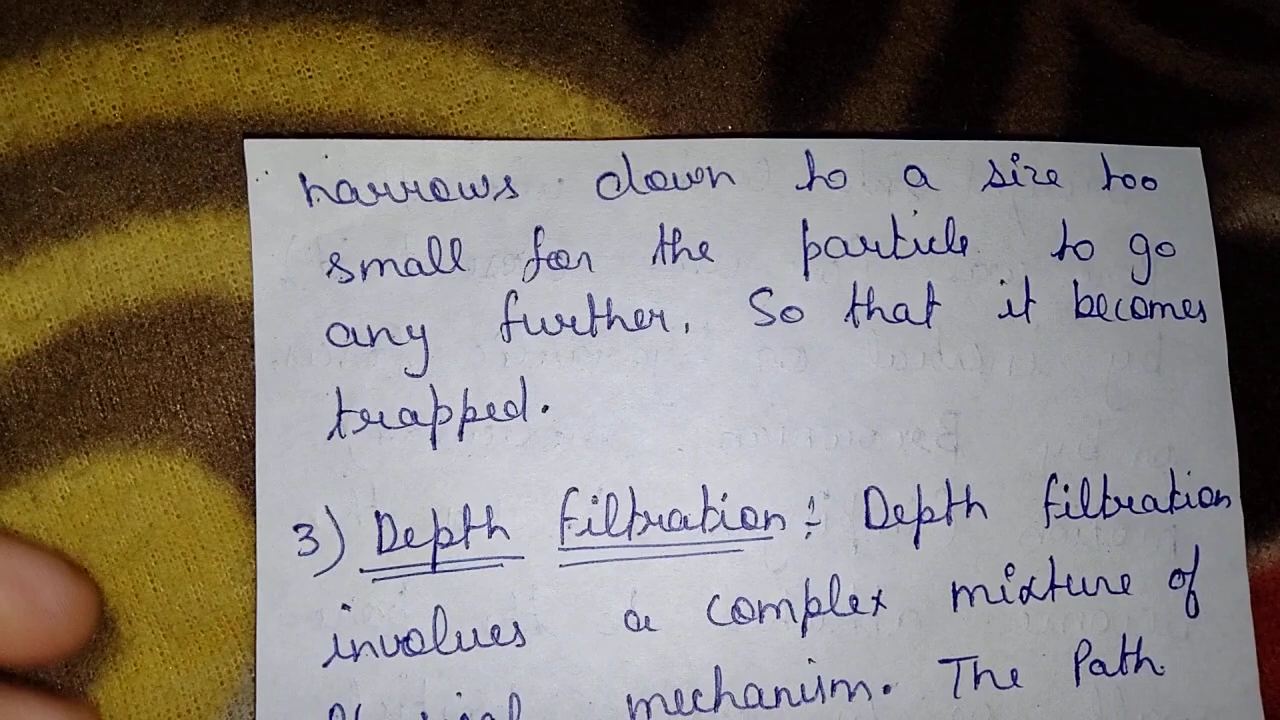 narrows down to a size too
small for the particle to go
any further. So that it becomes
trapped.
3) Depth filtration : Depth filtration
involues a complex mixture of
mechanism. The Path